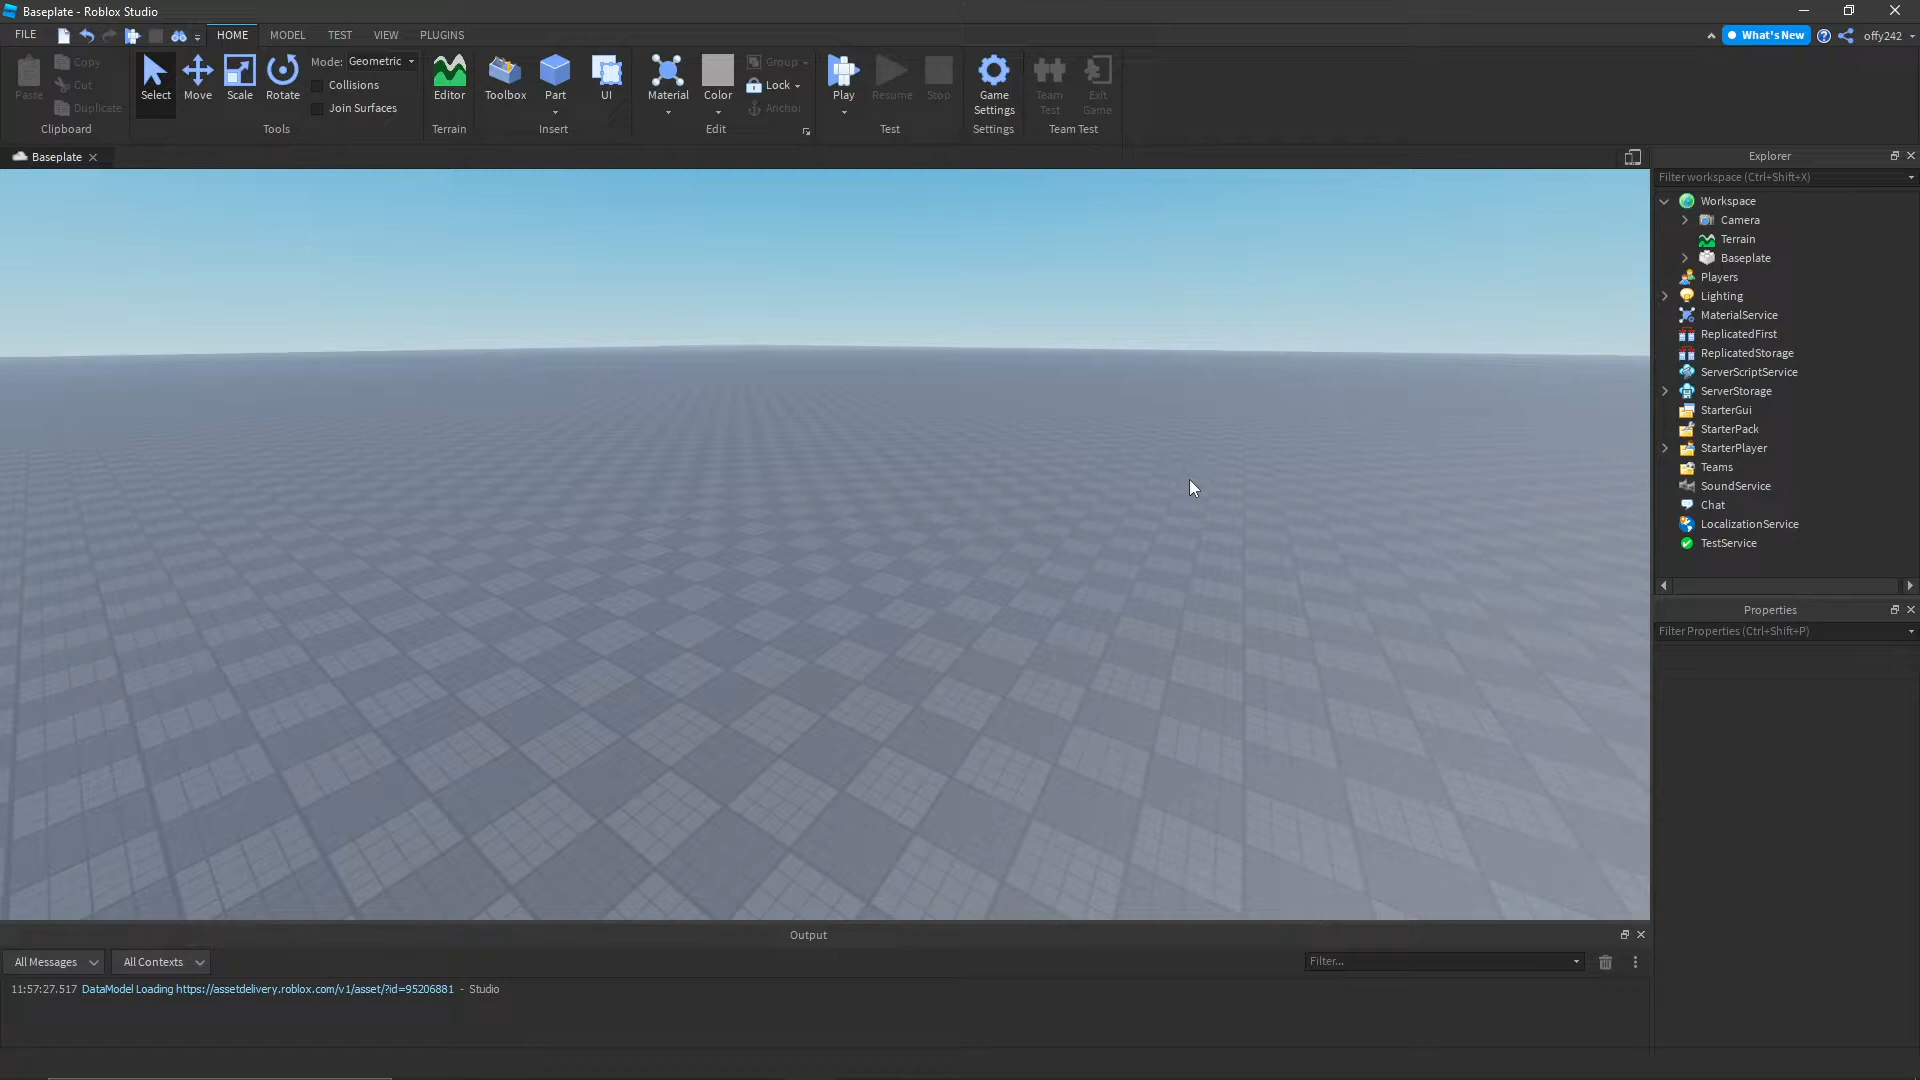 Baseplate - Roblox Studio
FILE HOME MODEL TEST VIEW PLUGINS What's New offy242
Paste Copy Cut Duplicate Clipboard
Select Move Scale Rotate Mode: Geometric Collisions Join Surfaces Tools
Editor Terrain
Toolbox Part UI Insert
Material Color Group Lock Anchor Edit
Play Resume Stop Test
Game Settings Settings
Team Test Exit Game Team Test
Baseplate
Explorer
Filter workspace (Ctrl+Shift+X)
Workspace
Camera
Terrain
Baseplate
Players
Lighting
MaterialService
ReplicatedFirst
ReplicatedStorage
ServerScriptService
ServerStorage
StarterGui
StarterPack
StarterPlayer
Teams
SoundService
Chat
LocalizationService
TestService
Properties
Filter Properties (Ctrl+Shift+P)
Output
All Messages All Contexts Filter...
11:57:27.517 DataModel Loading https://assetdelivery.roblox.com/v1/asset/?id=95206881 - Studio